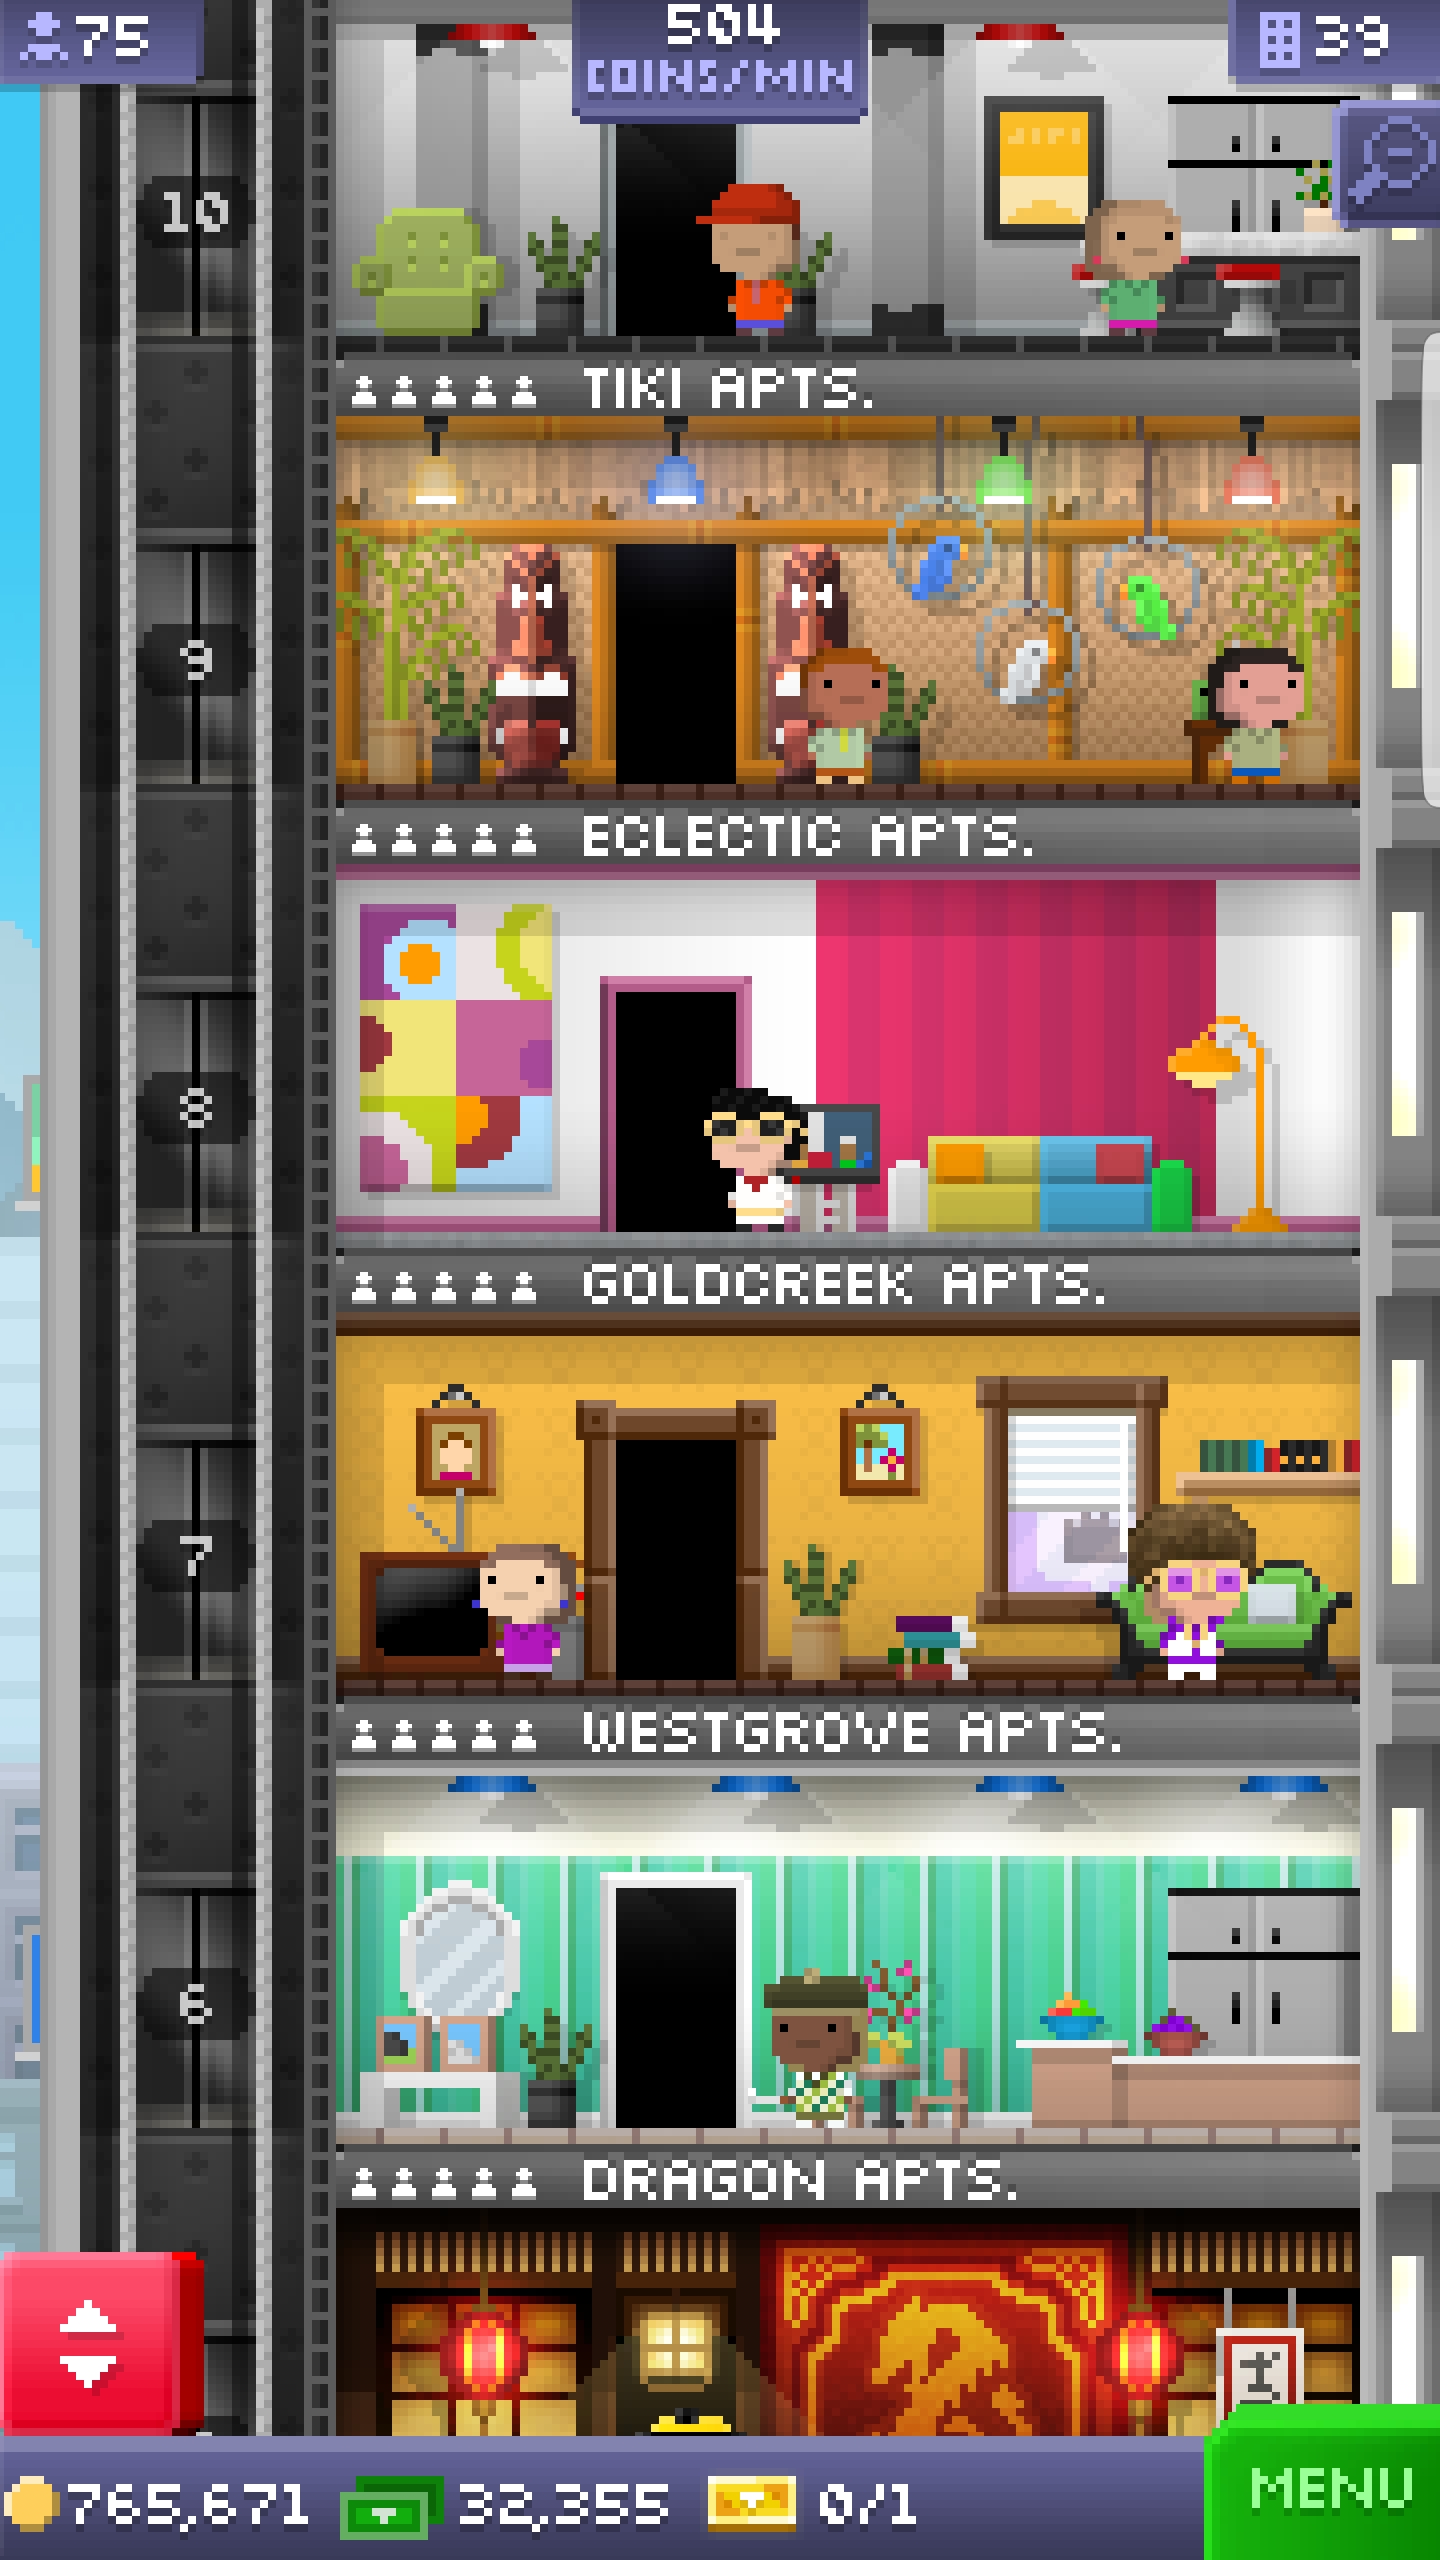 75
504
COINS/MIN
39
10
TIKI APTS.
9
ECLECTIC APTS.
8
GOLDCREEK APTS.
7
WESTGROVE APTS.
6
DRAGON APTS.
765,671
32,355
0/1
MENU